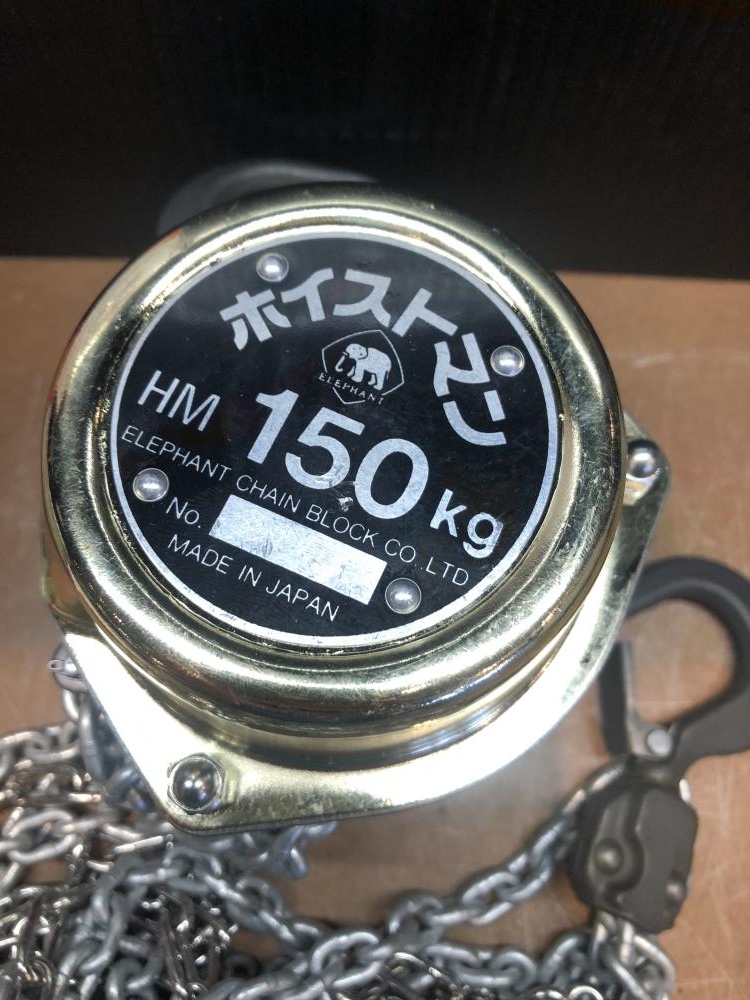 ホイストマン
ELEPHANT
HM 150kg
ELEPHANT CHAIN BLOCK CO. LTD
No.
MADE IN JAPAN